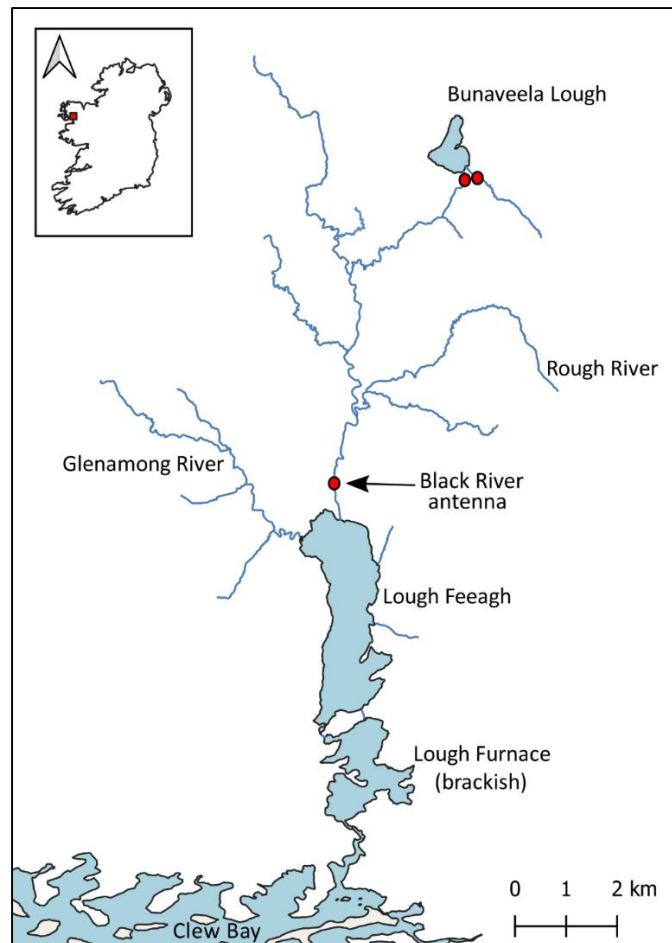 Bunaveela Lough
Rough River
Glenamong River
Black River
antenna
Lough Feeagh
Lough Furnace
(brackish)
0 1 2 km
Clew Bay